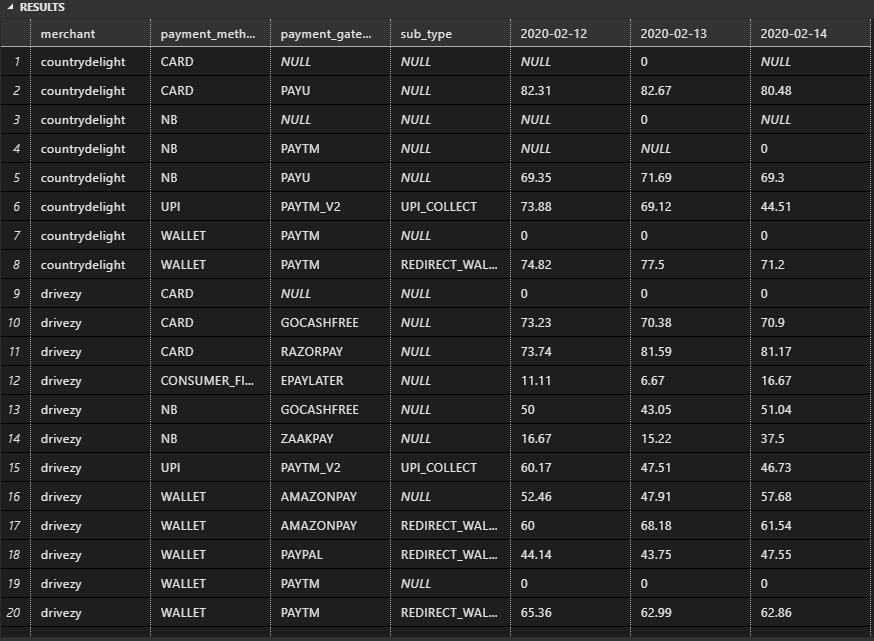 RESULTS
merchant payment_meth... payment_gate... sub_type 2020-02-12 2020-02-13 2020-02-14
1 countrydelight CARD NULL NULL NULL 0 NULL
2 countrydelight CARD PAYU NULL 82.31 82.67 80.48
3 countrydelight NB NULL NULL NULL 0 NULL
4 countrydelight NB PAYTM NULL NULL NULL 0
5 countrydelight NB PAYU NULL 69.35 71.69 69.3
6 countrydelight UPI PAYTM_V2 UPI_COLLECT 73.88 69.12 44.51
7 countrydelight WALLET PAYTM NULL 0 0 0
8 countrydelight WALLET PAYTM REDIRECT_WAL... 74.82 77.5 71.2
9 drivezy CARD NULL NULL 0 0 0
10 drivezy CARD GOCASHFREE NULL 73.23 70.38 70.9
11 drivezy CARD RAZORPAY NULL 73.74 81.59 81.17
12 drivezy CONSUMER_FI... EPAYLATER NULL 11.11 6.67 16.67
13 drivezy NB GOCASHFREE NULL 50 43.05 51.04
14 drivezy NB ZAAKPAY NULL 16.67 15.22 37.5
15 drivezy UPI PAYTM_V2 UPI_COLLECT 60.17 47.51 46.73
16 drivezy WALLET AMAZONPAY NULL 52.46 47.91 57.68
17 drivezy WALLET AMAZONPAY REDIRECT_WAL... 60 68.18 61.54
18 drivezy WALLET PAYPAL REDIRECT_WAL... 44.14 43.75 47.55
19 drivezy WALLET PAYTM NULL 0 0 0
20 drivezy WALLET PAYTM REDIRECT_WAL... 65.36 62.99 62.86